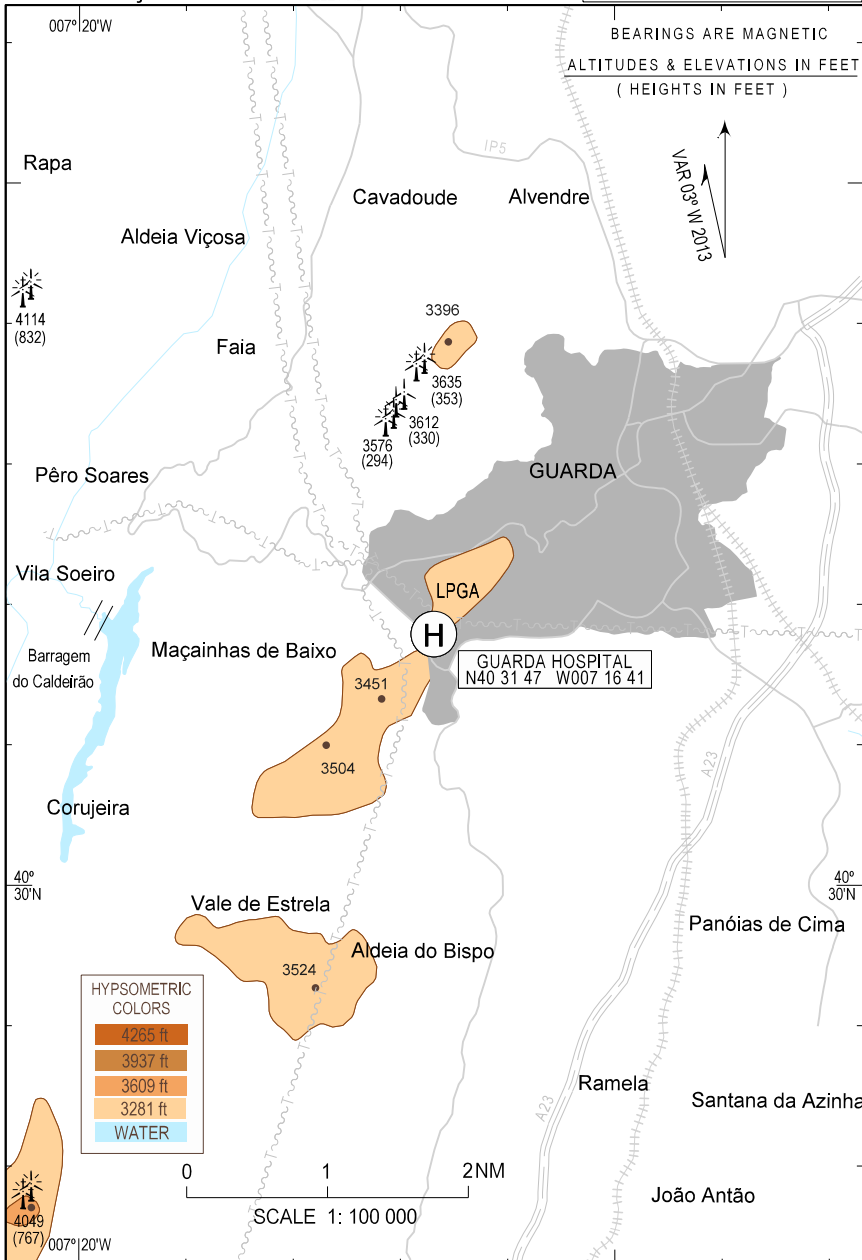 007° 20'W
BEARINGS ARE MAGNETIC
ALTITUDES & ELEVATIONS IN FEET
( HEIGHTS IN FEET )
VAR 03° W 2013
IP5
Rapa
Cavadoude
Alvendre
Aldeia Viçosa
4114
(832)
3396
Faia
3635
(353)
3612
(330)
3576
(294)
GUARDA
Pêro Soares
Vila Soeiro
LPGA
H
Barragem
do Caldeirão
Maçainhas de Baixo
GUARDA HOSPITAL
N40 31 47 W007 16 41
3451
3504
A23
Corujeira
40°
30'N
40°
30'N
Vale de Estrela
Panóias de Cima
Aldeia do Bispo
3524
HYPSOMETRIC
COLORS
4265 ft
3937 ft
3609 ft
3281 ft
WATER
Ramela
A23
Santana da Azinha
0 1 2NM
SCALE 1: 100 000
João Antão
4049
(767)
007° 20'W